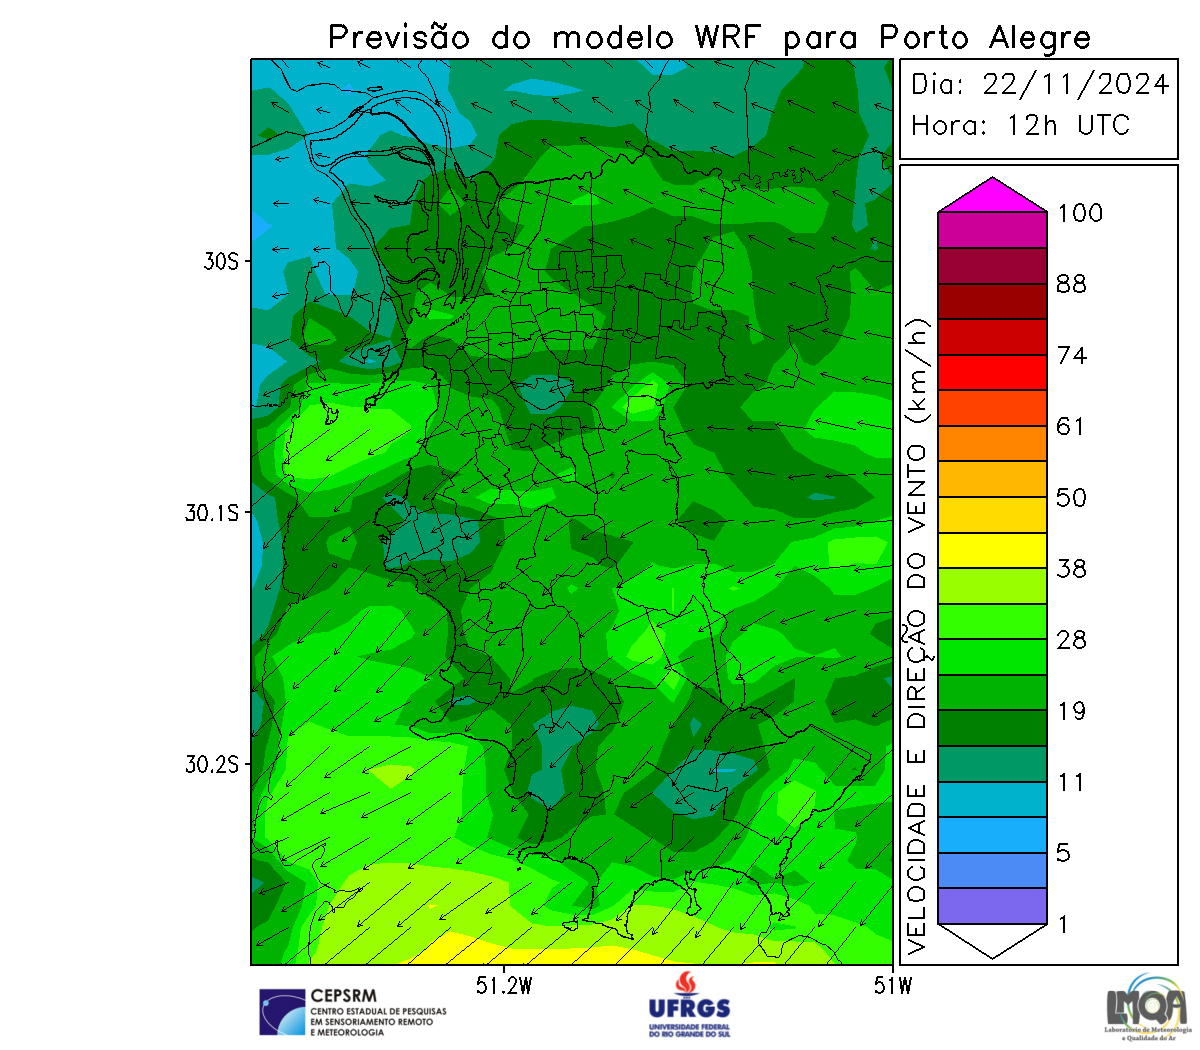 Previsão do modelo WRF para Porto Alegre
Dia: 22/11/2024
Hora: 12h UTC
30S
30.1S
30.2S
51.2W
51W
VELOCIDADE E DIREÇÃO DO VENTO (km/h)
100
88
74
61
50
38
28
19
11
5
1
CEPSRM
CENTRO ESTADUAL DE PESQUISAS
EM SENSORIAMENTO REMOTO
E METEOROLOGIA
UFRGS
UNIVERSIDADE FEDERAL
DO RIO GRANDE DO SUL
LMQA
Laboratório de Meteorologia
e Qualidade do Ar